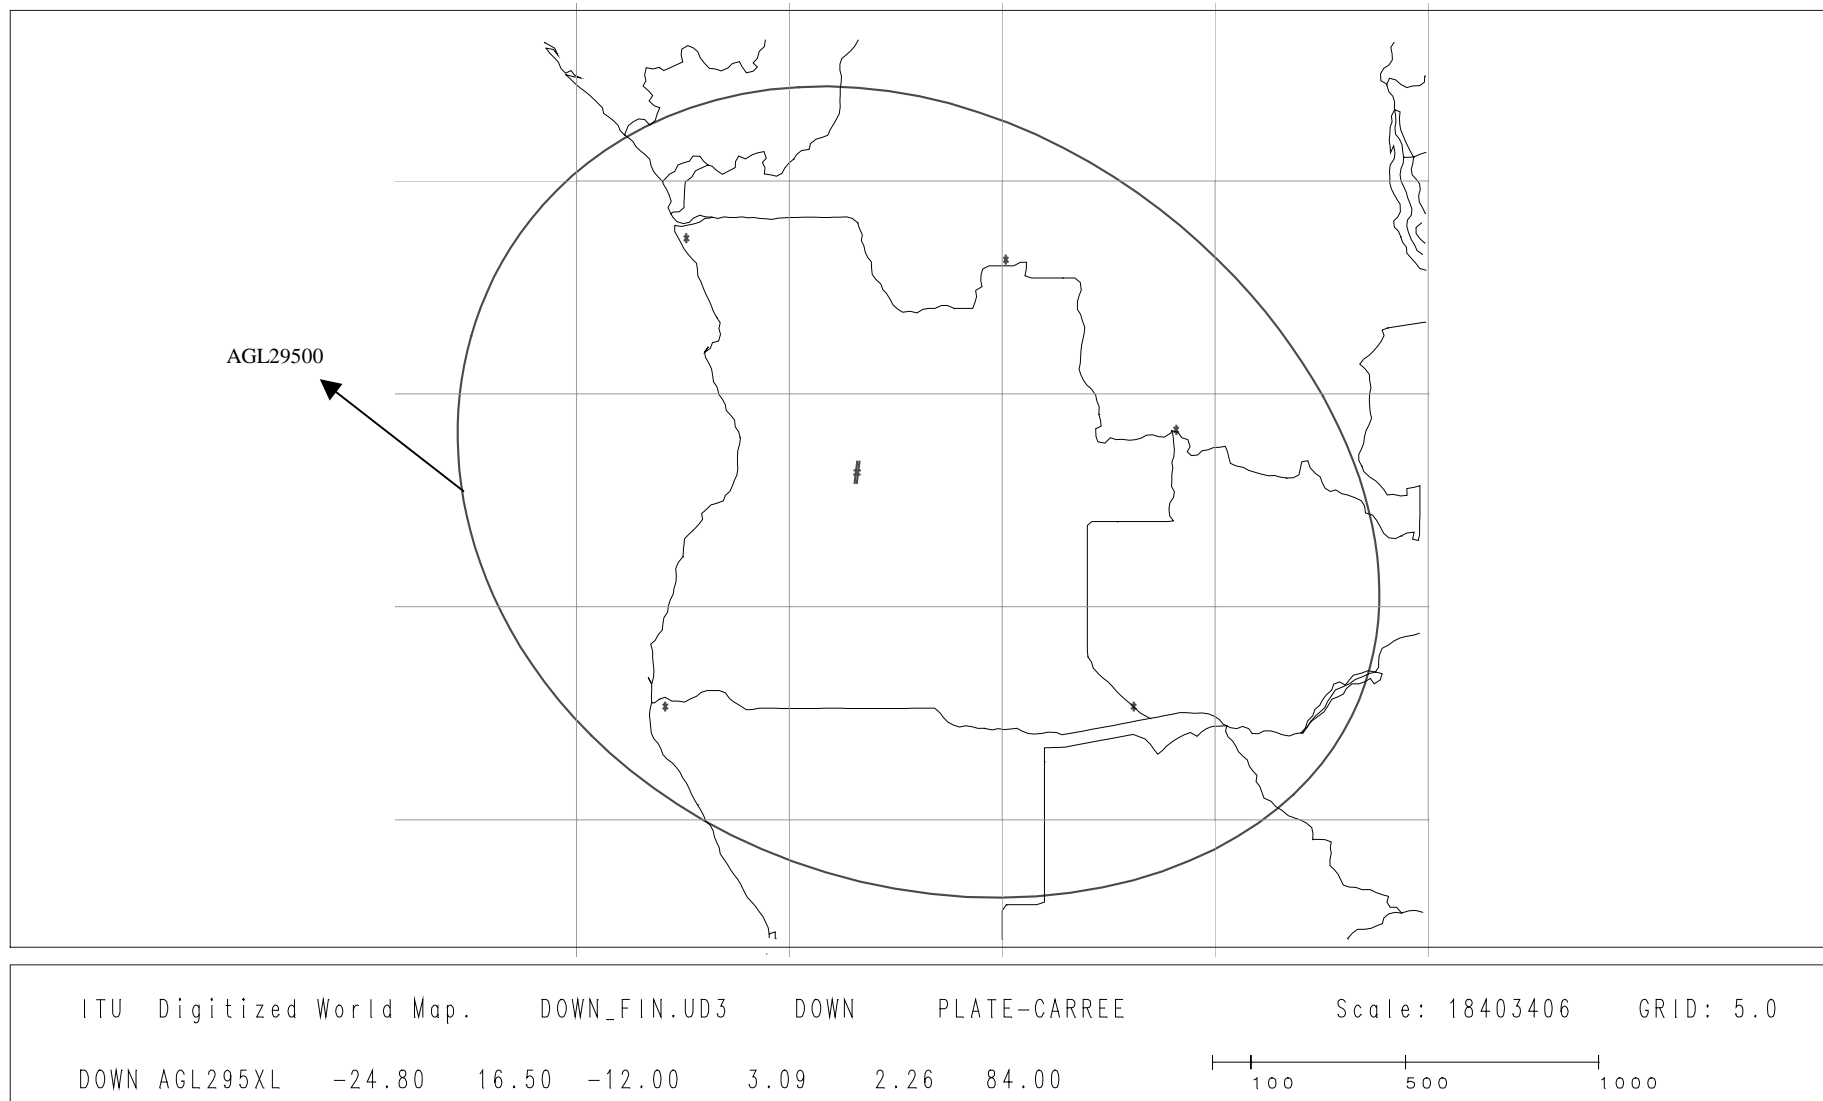 AGL29500
ITU Digitized World Map. DOWN_FIN.UD3 DOWN PLATE-CARREE Scale: 18403406 GRID: 5.0
DOWN AGL295XL -24.80 16.50 -12.00 3.09 2.26 84.00 100 500 1000